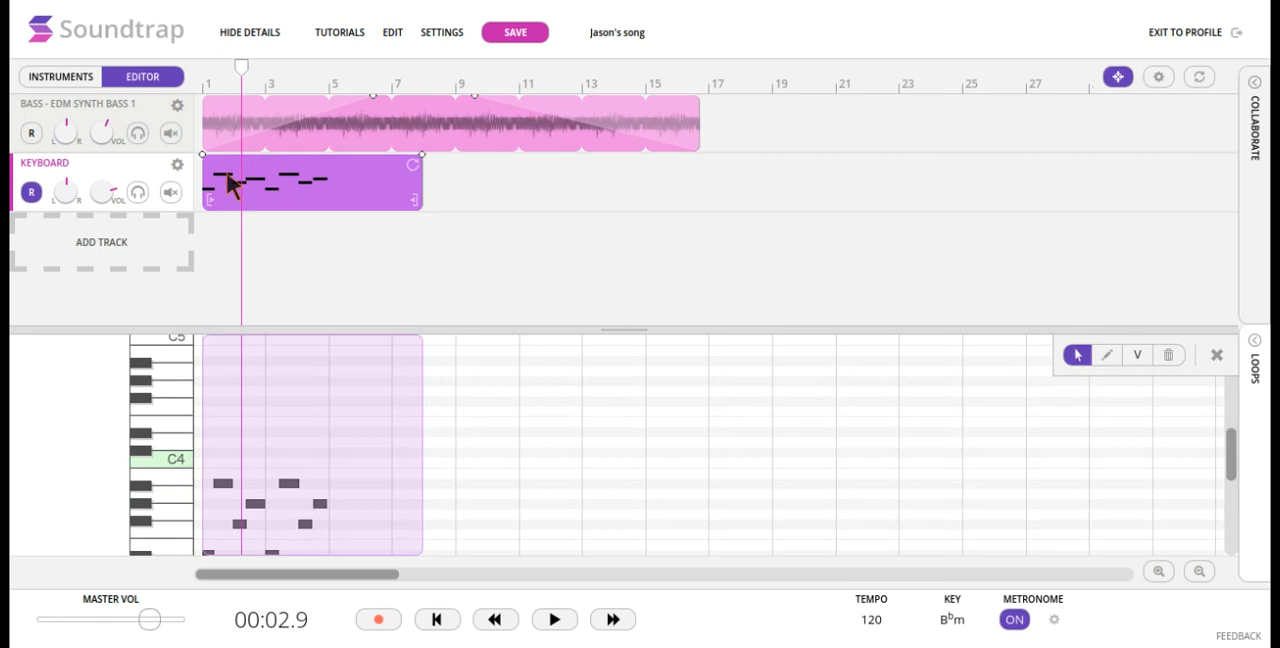 Soundtrap
HIDE DETAILS
TUTORIALS
EDIT
SETTINGS
SAVE
Jason's song
EXIT TO PROFILE
INSTRUMENTS
EDITOR
1 3 5 7 9 11 13 15 17 19 21 23 25 27
COLLABORATE
BASS - EDM SYNTH BASS 1
R
L R VOL
KEYBOARD
R
L R VOL
ADD TRACK
C5
V
LOOPS
C4
MASTER VOL
00:02.9
TEMPO
120
KEY
Bbm
METRONOME
ON
FEEDBACK